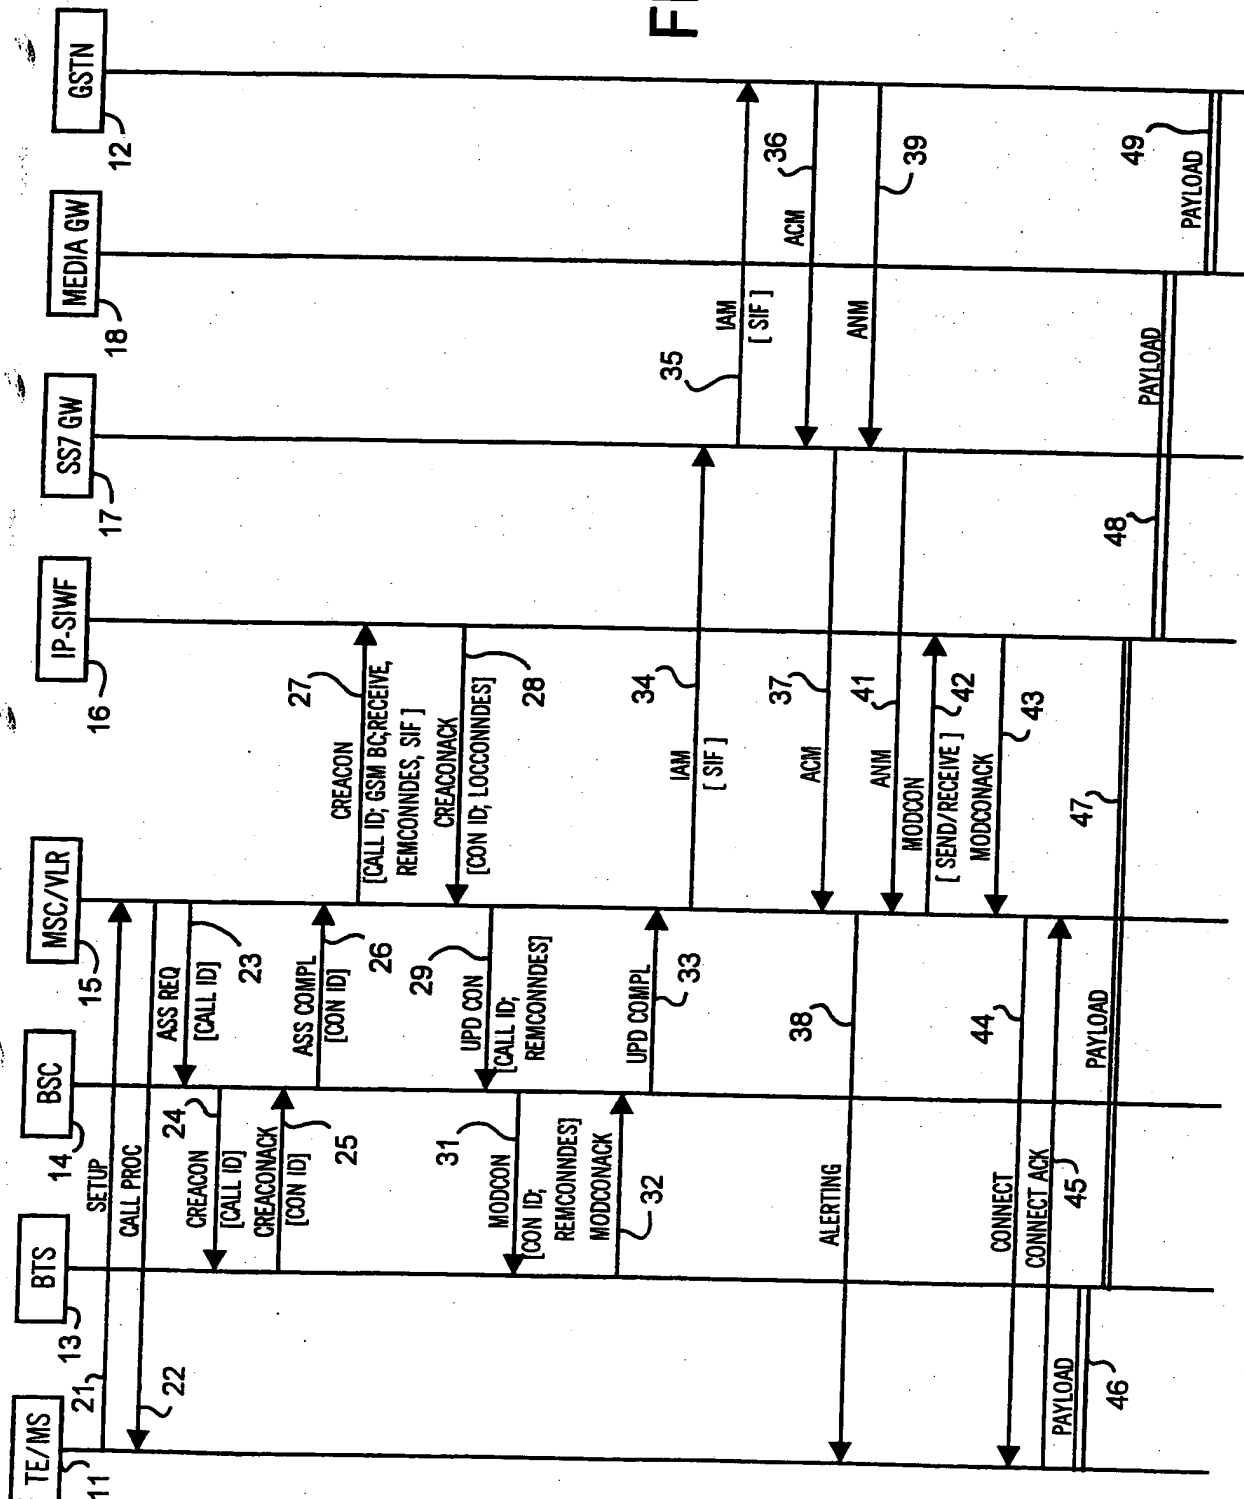 FI
TE/MS
11
BTS
13
BSC
14
MSC/VLR
15
IP-SIWF
16
SS7 GW
17
MEDIA GW
18
GSTN
12
21
SETUP
22
CALL PROC
ASS REQ
[CALL ID]
23
24
CREACON
[CALL ID]
CREACONACK
[CON ID]
25
ASS COMPL
[CON ID]
26
27
CREACON
[CALL ID; GSM BC;RECEIVE,
REMCONNDES, SIF ]
CREACONACK
[CON ID; LOCCONNDES]
28
29
UPD CON
[CALL ID;
REMCONNDES]
31
MODCON
[CON ID;
REMCONNDES]
MODCONACK
32
UPD COMPL
33
34
IAM
[ SIF ]
35
IAM
[ SIF ]
36
ACM
37
ACM
38
ALERTING
39
ANM
41
ANM
MODCON
[ SEND/RECEIVE ]
42
MODCONACK
43
44
CONNECT
CONNECT ACK
45
PAYLOAD
46
PAYLOAD
47
PAYLOAD
48
PAYLOAD
49